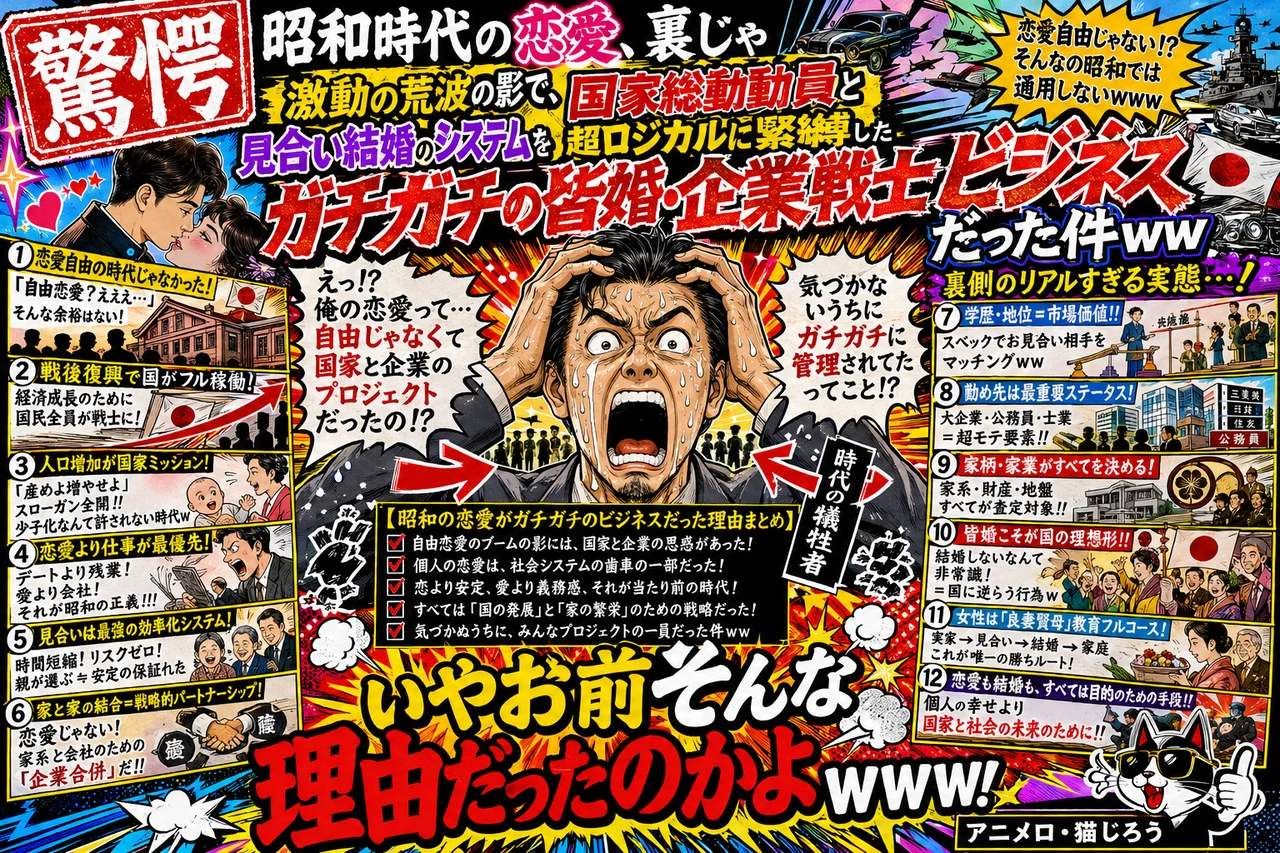 驚愕
昭和時代の恋愛、裏じゃ
激動の荒波の影で、国家総動動員と
見合い結婚のシステムを超ロジカルに緊縛した
ガチガチの皆婚・企業戦士ビジネス
だった件ww
裏側のリアルすぎる実態…!
恋愛自由じゃない!?
そんなの昭和では
通用しないwww
① 恋愛自由の時代じゃなかった!
「自由恋愛?えええ…」
そんな余裕はない!
② 戦後復興で国がフル稼働!
経済成長のために
国民全員が戦士に!
③ 人口増加が国家ミッション!
「産めよ増やせよ」
スローガン全開!!
少子化なんて許されない時代w
④ 恋愛より仕事が最優先!
デートより残業!
愛より会社!
それが昭和の正義!!!
⑤ 見合いは最強の効率化システム!
時間短縮!リスクゼロ!
親が選ぶ≒安定の保証れた
⑥ 家と家の結合=戦略的パートナーシップ!
恋愛じゃない!
家系と会社のための
「企業合併」だ!!
えっ!?
俺の恋愛って…
自由じゃなくて
国家と企業の
プロジェクト
だったの!?
気づかな
いうちに
ガチガチに
管理されてた
ってこと!?
時代の犠牲者
【昭和の恋愛がガチガチのビジネスだった理由まとめ】
自由恋愛のブームの影には、国家と企業の思惑があった!
個人の恋愛は、社会システムの歯車の一部だった!
恋より安定、愛より義務感、それが当たり前の時代!
すべては「国の発展」と「家の繁栄」のための戦略だった!
気づかぬうちに、みんなプロジェクトの一員だった件ww
⑦ 学歴・地位=市場価値!!
スペックでお見合い相手を
マッチングww
⑧ 勤め先は最重要ステータス!
大企業・公務員・士業
=超モテ要素!!
住友
公務員
⑨ 家柄・家業がすべてを決める!
家系・財産・地盤
すべてが査定対象!!
⑩ 皆婚こそが国の理想形!!
結婚しないなんて
非常識!
=国に逆らう行為w
⑪ 女性は「良妻賢母」教育フルコース!
実家→見合い→結婚→家庭
これが唯一の勝ちルート!
⑫ 恋愛も結婚も、すべては目的のための手段!!
個人の幸せより
国家と社会の未来のために!!
いやお前そんな
理由だったのかよwww!
アニメロ・猫じろう